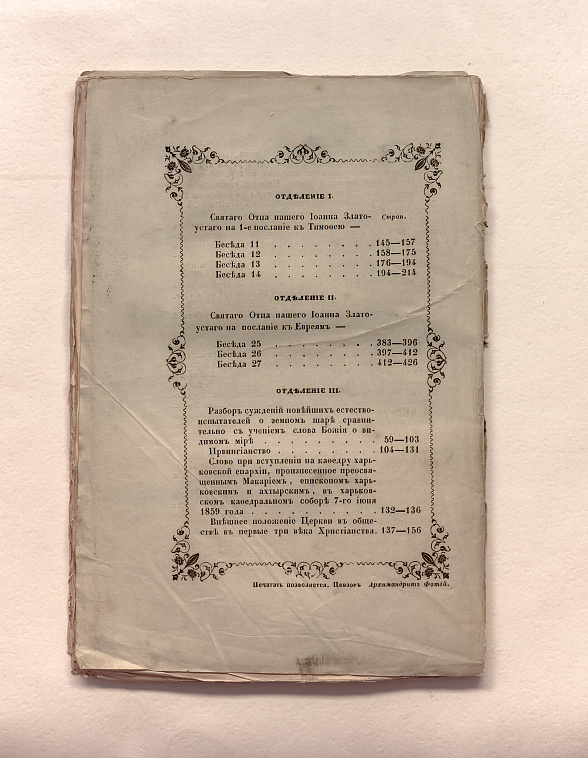 ОТДѢЛЕНІЕ I.
Святаго Отца нашего Іоанна Злато- Стран.
устаго на 1-е посланіе къ Тимоѳею —
Бесѣда 11 . . . . . . . . 145—157
Бесѣда 12 . . . . . . . . 158—175
Бесѣда 13 . . . . . . . . 176—194
Бесѣда 14 . . . . . . . . 194—214
ОТДѢЛЕНІЕ II.
Святаго Отца нашего Іоанна Злато-
устаго на посланіе къ Евреямъ —
Бесѣда 25 . . . . . . . . 383—396
Бесѣда 26 . . . . . . . . 397—412
Бесѣда 27 . . . . . . . . 412—426
ОТДѢЛЕНІЕ III.
Разборъ сужденій новѣйшихъ естество-
испытателей о земномъ шарѣ сравни-
тельно съ ученіемъ слова Божія о ви-
димомъ мірѣ . . . . . . . . 59—103
Ирвингіанство . . . . . . . . 104—131
Слово при вступленіи на каѳедру харь-
ковской епархіи, произнесенное преосвя-
щеннымъ Макаріемъ, епископомъ харь-
ковскимъ и ахтырскимъ, въ харьков-
скомъ каѳедральномъ соборѣ 7-го іюня
1859 года . . . . . . . . 132—136
Внѣшнее положеніе Церкви въ обще-
ствѣ въ первые три вѣка Христіанства. 137—156
Печатать позволяется. Цензоръ Архимандритъ Фотій.